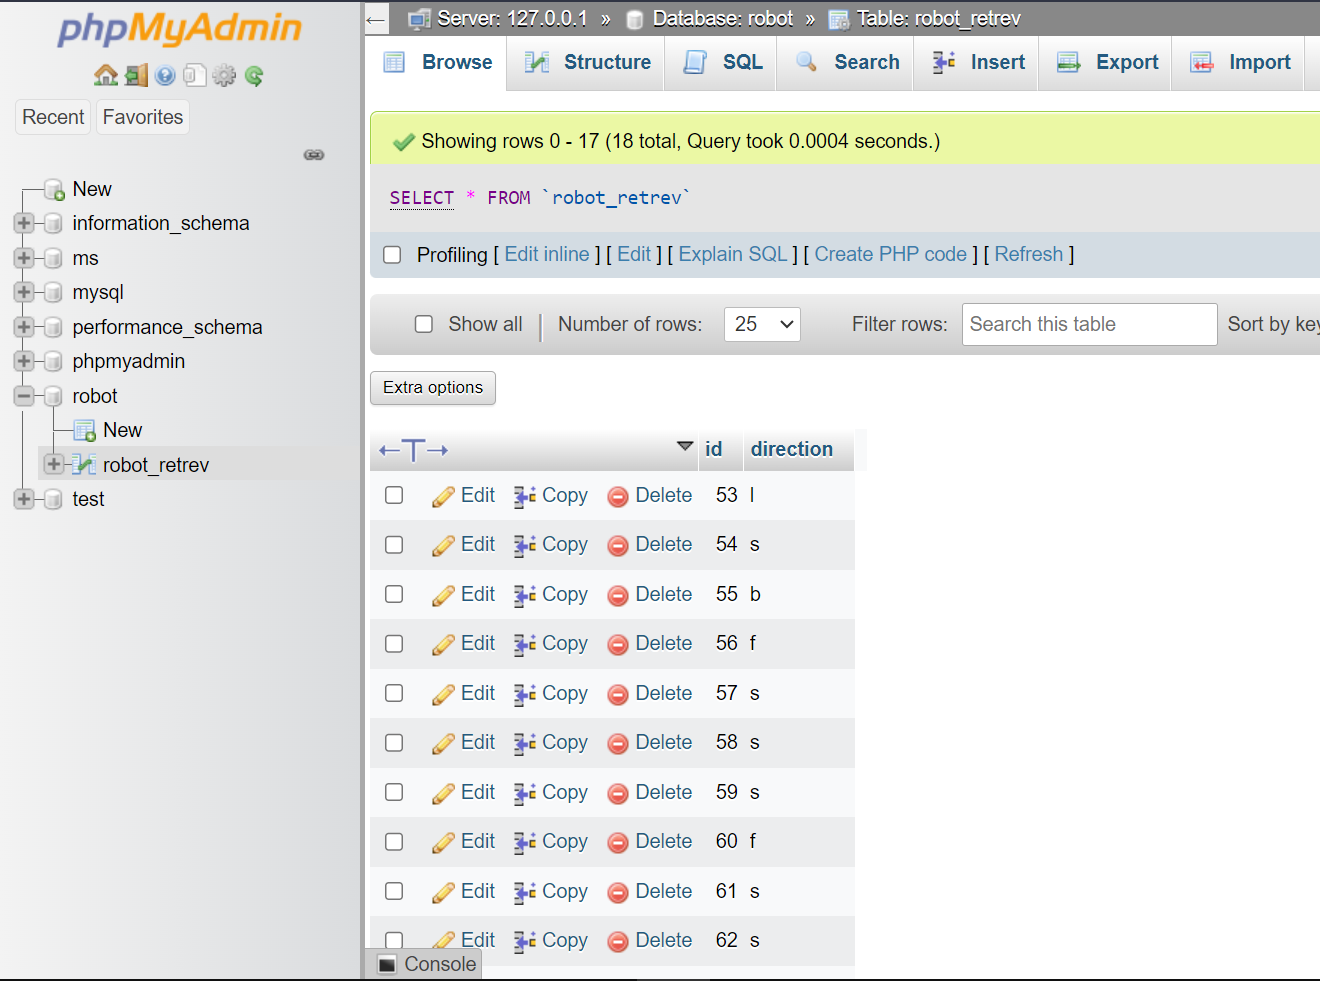 phpMyAdmin
Recent Favorites
New
information_schema
ms
mysql
performance_schema
phpmyadmin
robot
New
robot_retrev
test
Server: 127.0.0.1 » Database: robot » Table: robot_retrev
Browse Structure SQL Search Insert Export Import
Showing rows 0 - 17 (18 total, Query took 0.0004 seconds.)
SELECT * FROM `robot_retrev`
Profiling [ Edit inline ] [ Edit ] [ Explain SQL ] [ Create PHP code ] [ Refresh ]
Show all | Number of rows: 25 Filter rows: Search this table Sort by key
←T→ id direction
Extra options
Edit Copy Delete 53 l
Edit Copy Delete 54 s
Edit Copy Delete 55 b
Edit Copy Delete 56 f
Edit Copy Delete 57 s
Edit Copy Delete 58 s
Edit Copy Delete 59 s
Edit Copy Delete 60 f
Edit Copy Delete 61 s
Edit Copy Delete 62 s
Console